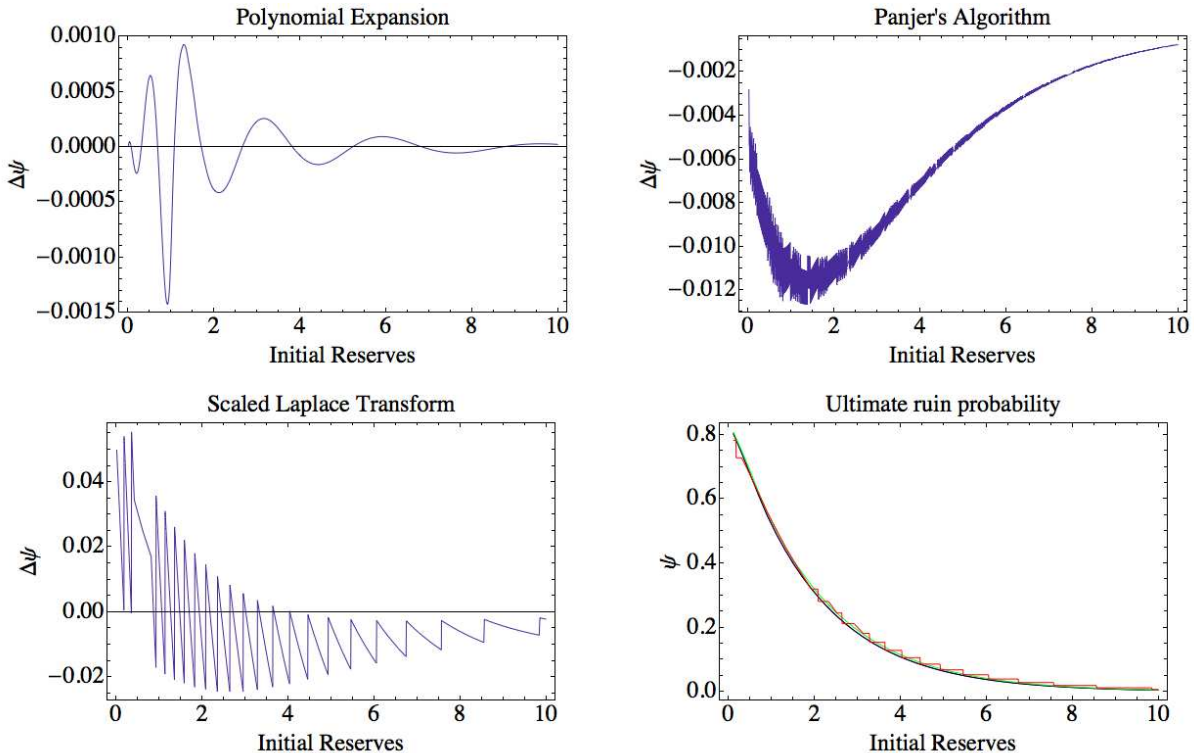 Polynomial Expansion
0.0010
0.0005
0.0000
−0.0005
−0.0010
−0.0015
Δψ
0 2 4 6 8 10
Initial Reserves
Panjer's Algorithm
−0.002
−0.004
−0.006
−0.008
−0.010
−0.012
Δψ
0 2 4 6 8 10
Initial Reserves
Scaled Laplace Transform
0.04
0.02
0.00
−0.02
Δψ
0 2 4 6 8 10
Initial Reserves
Ultimate ruin probability
0.8
0.6
0.4
0.2
0.0
ψ
0 2 4 6 8 10
Initial Reserves